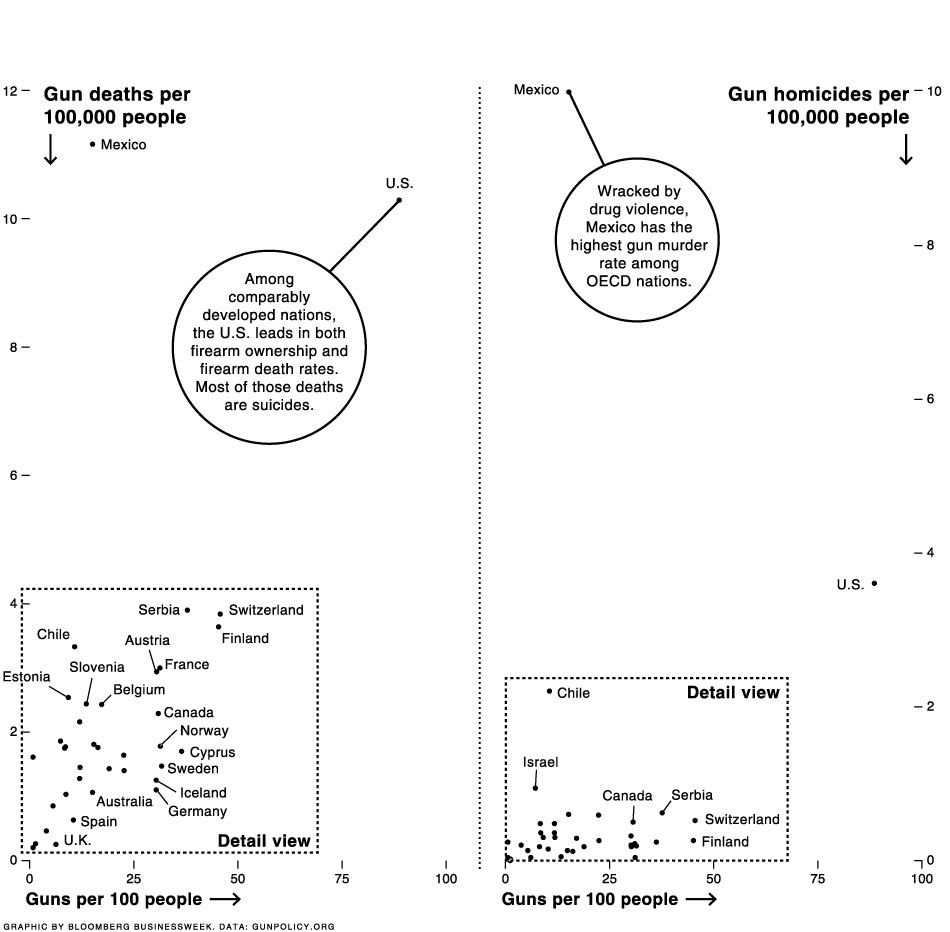 Gun deaths per
100,000 people
12
10
8
6
4
2
0
Mexico
U.S.
Among
comparably
developed nations,
the U.S. leads in both
firearm ownership and
firearm death rates.
Most of those deaths
are suicides.
Serbia
Switzerland
Finland
Chile
Austria
France
Slovenia
Estonia
Belgium
Canada
Norway
Cyprus
Sweden
Iceland
Australia
Germany
Spain
U.K.
Detail view
0
25
50
75
100
Guns per 100 people
Gun homicides per
100,000 people
10
8
6
4
2
0
Mexico
Wracked by
drug violence,
Mexico has the
highest gun murder
rate among
OECD nations.
U.S.
Detail view
Chile
Israel
Canada
Serbia
Switzerland
Finland
0
25
50
75
100
Guns per 100 people
GRAPHIC BY BLOOMBERG BUSINESSWEEK. DATA: GUNPOLICY.ORG